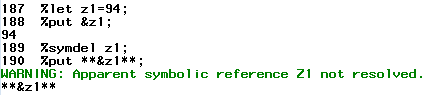 187  %let z1=94;
188  %put &z1;
94
189  %symdel z1;
190  %put **&z1**;
WARNING: Apparent symbolic reference Z1 not resolved.
**&z1**